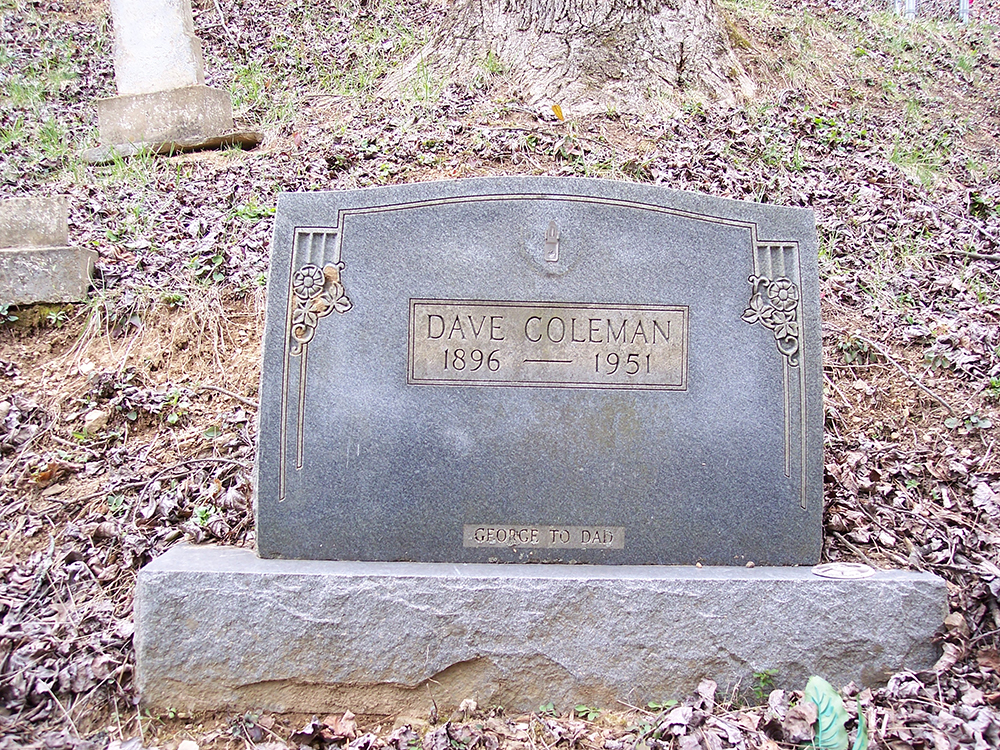 DAVE COLEMAN
1896 — 1951
GEORGE TO DAD